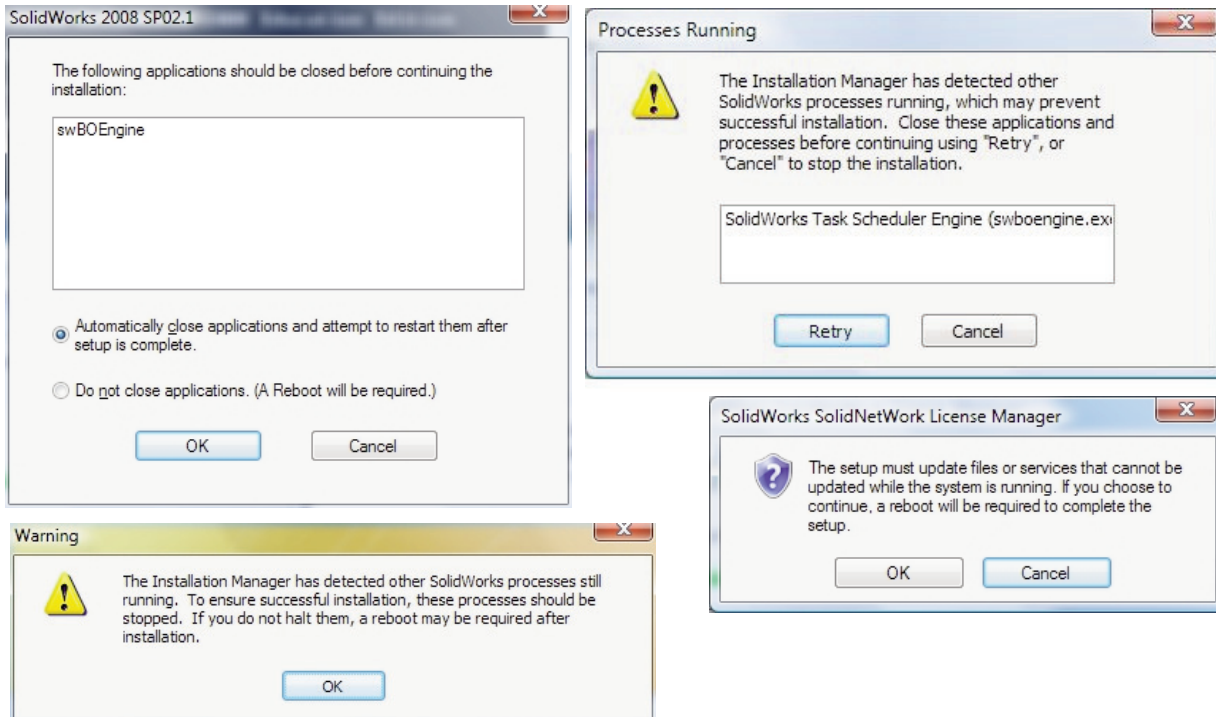 SolidWorks 2008 SP02.1
The following applications should be closed before continuing the
installation:
swBOEngine
Automatically close applications and attempt to restart them after
setup is complete.
Do not close applications. (A Reboot will be required.)
OK
Cancel
Processes Running
The Installation Manager has detected other
SolidWorks processes running, which may prevent
successful installation. Close these applications and
processes before continuing using "Retry", or
"Cancel" to stop the installation.
SolidWorks Task Scheduler Engine (swboengine.ex
Retry
Cancel
SolidWorks SolidNetWork License Manager
The setup must update files or services that cannot be
updated while the system is running. If you choose to
continue, a reboot will be required to complete the
setup.
OK
Cancel
Warning
The Installation Manager has detected other SolidWorks processes still
running. To ensure successful installation, these processes should be
stopped. If you do not halt them, a reboot may be required after
installation.
OK